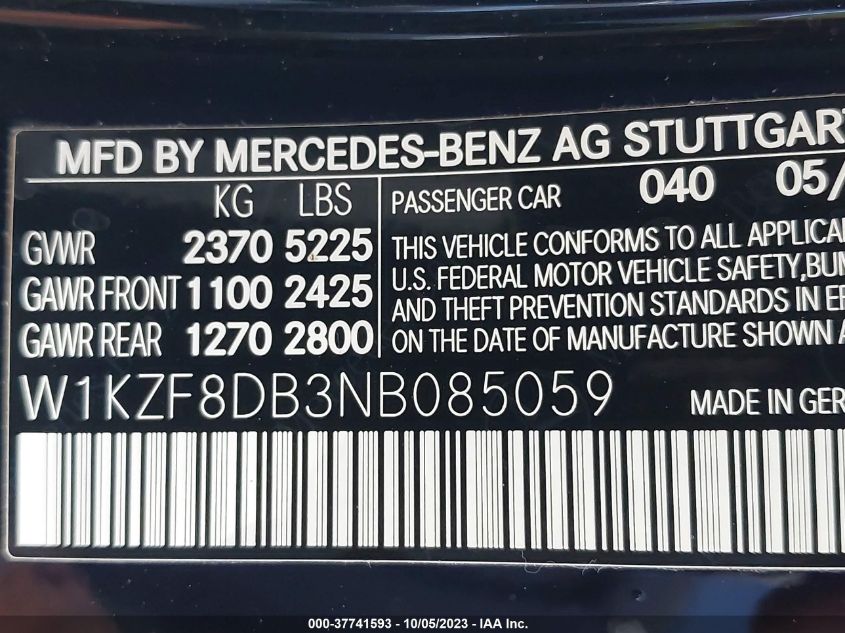 MFD BY MERCEDES-BENZ AG STUTTGAR
KG LBS
GVWR 2370 5225
GAWR FRONT 1100 2425
GAWR REAR 1270 2800
PASSENGER CAR 040 05/
THIS VEHICLE CONFORMS TO ALL APPLICA
U.S. FEDERAL MOTOR VEHICLE SAFETY,BUM
AND THEFT PREVENTION STANDARDS IN EF
ON THE DATE OF MANUFACTURE SHOWN A
W1KZF8DB3NB085059 MADE IN GER
000-37741593 - 10/05/2023 - IAA Inc.